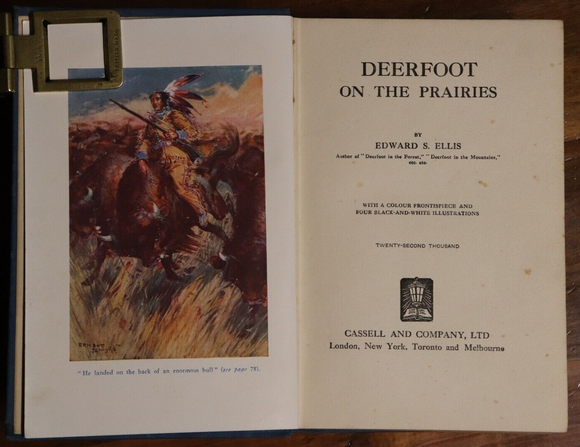 "He landed on the back of an enormous bull" (see page 78).
DEERFOOT
ON THE PRAIRIES
BY
EDWARD S. ELLIS
Author of "Deerfoot in the Forest," "Deerfoot in the Mountains,"
etc. etc.
WITH A COLOUR FRONTISPIECE AND
FOUR BLACK-AND-WHITE ILLUSTRATIONS
TWENTY-SECOND THOUSAND
CASSELL AND COMPANY, LTD
London, New York, Toronto and Melbourne